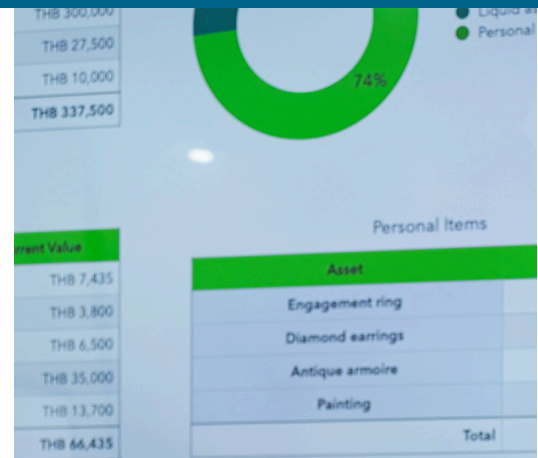 THB 300,000
THB 27,500
THB 10,000
THB 337,500
Liquid
Personal
74%
Current Value
THB 7,435
THB 3,800
THB 6,500
THB 35,000
THB 13,700
THB 66,435
Personal Items
Asset
Engagement ring
Diamond earrings
Antique armoire
Painting
Total